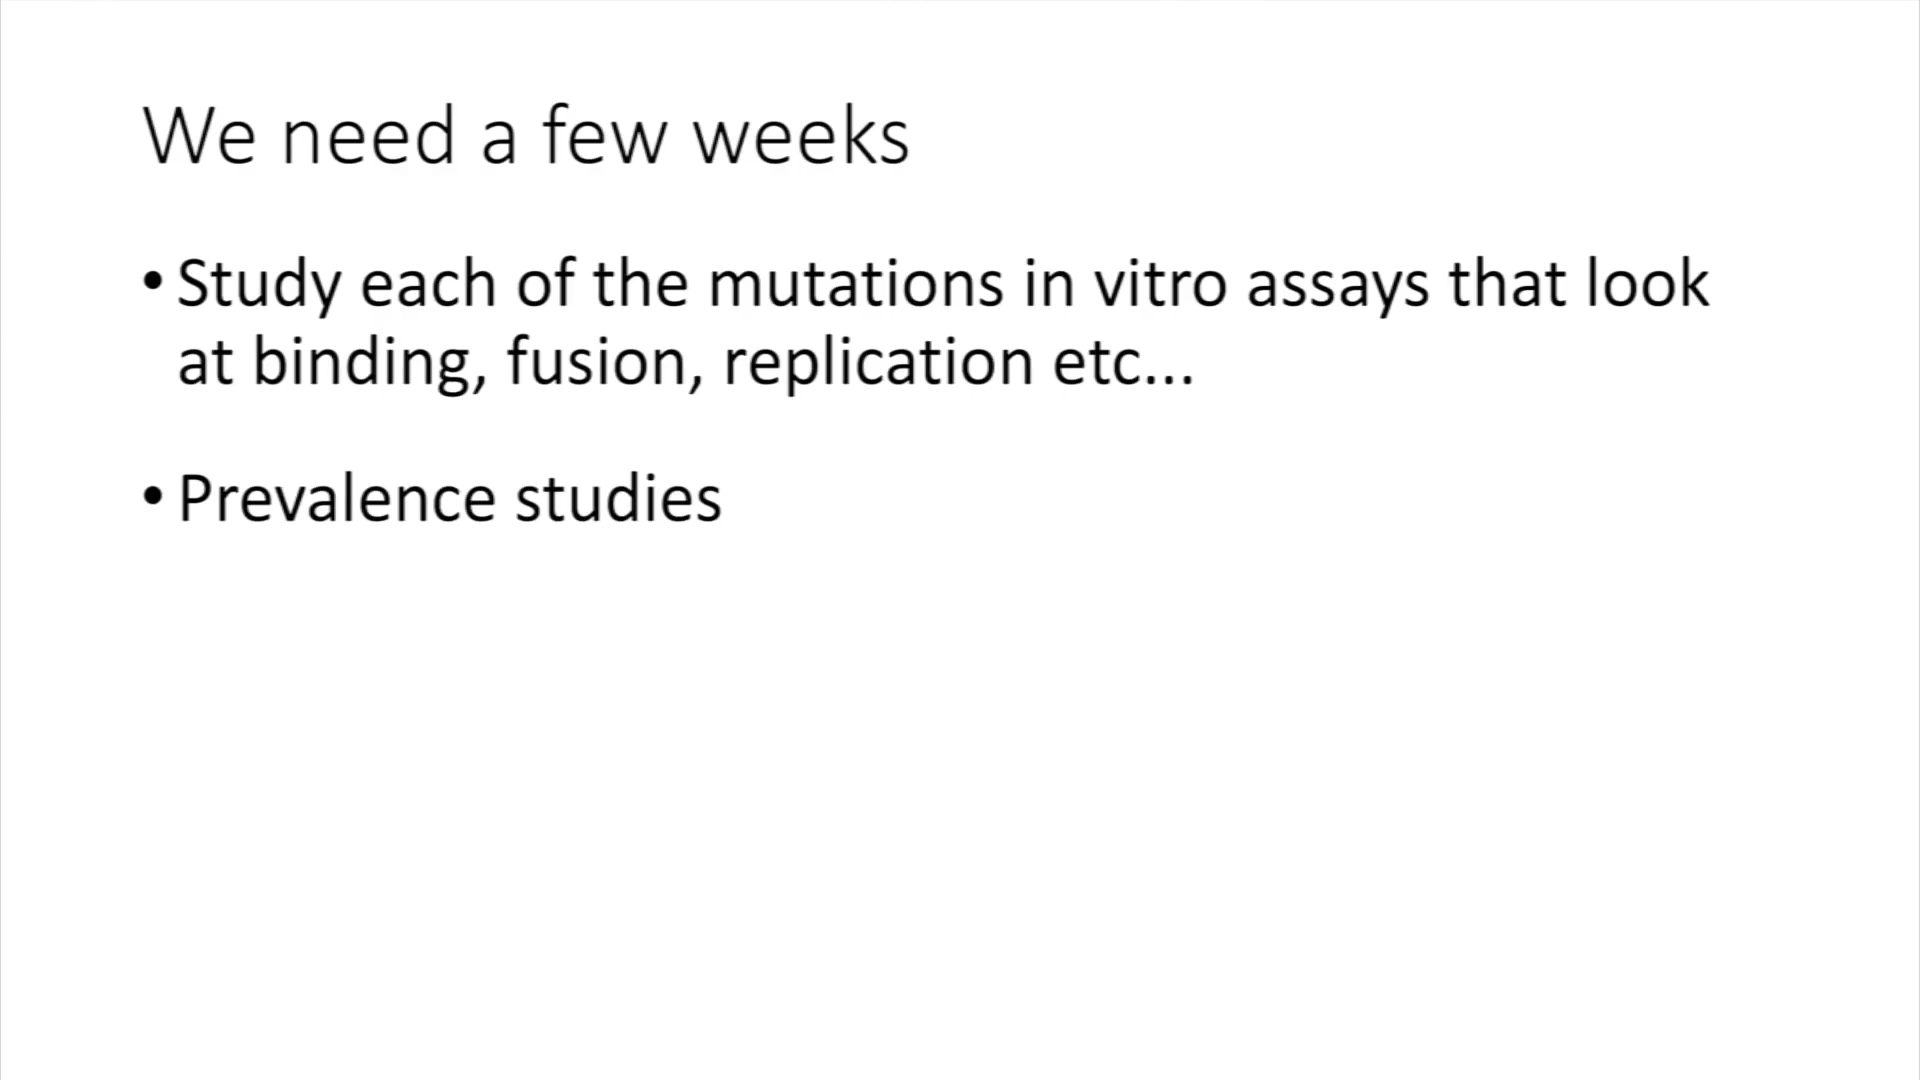 We need a few weeks
• Study each of the mutations in vitro assays that look
at binding, fusion, replication etc...
• Prevalence studies